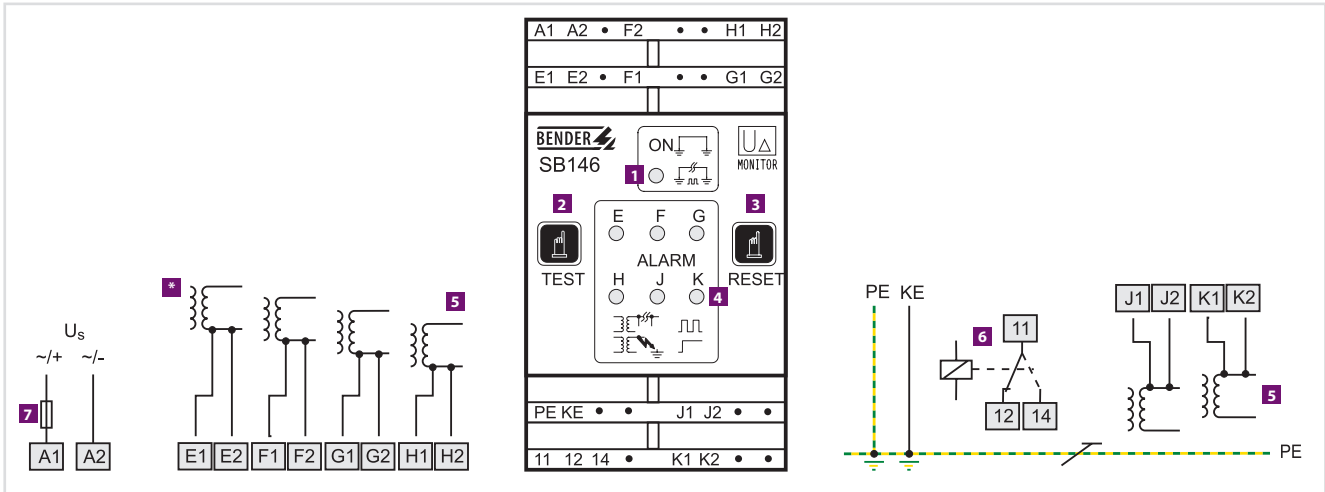 A1 A2 • F2 • • H1 H2
E1 E2 • F1 • • G1 G2
BENDER
SB146
ON
1
U△
MONITOR
2
3
E F G
ALARM
TEST
RESET
H J K
4
PE KE • • J1 J2 • •
11 12 14 • K1 K2 • •
*
5
Us
~/+ ~/-
7
A1 A2
E1 E2 F1 F2 G1 G2 H1 H2
PE KE
6
11
12 14
J1 J2 K1 K2
5
PE